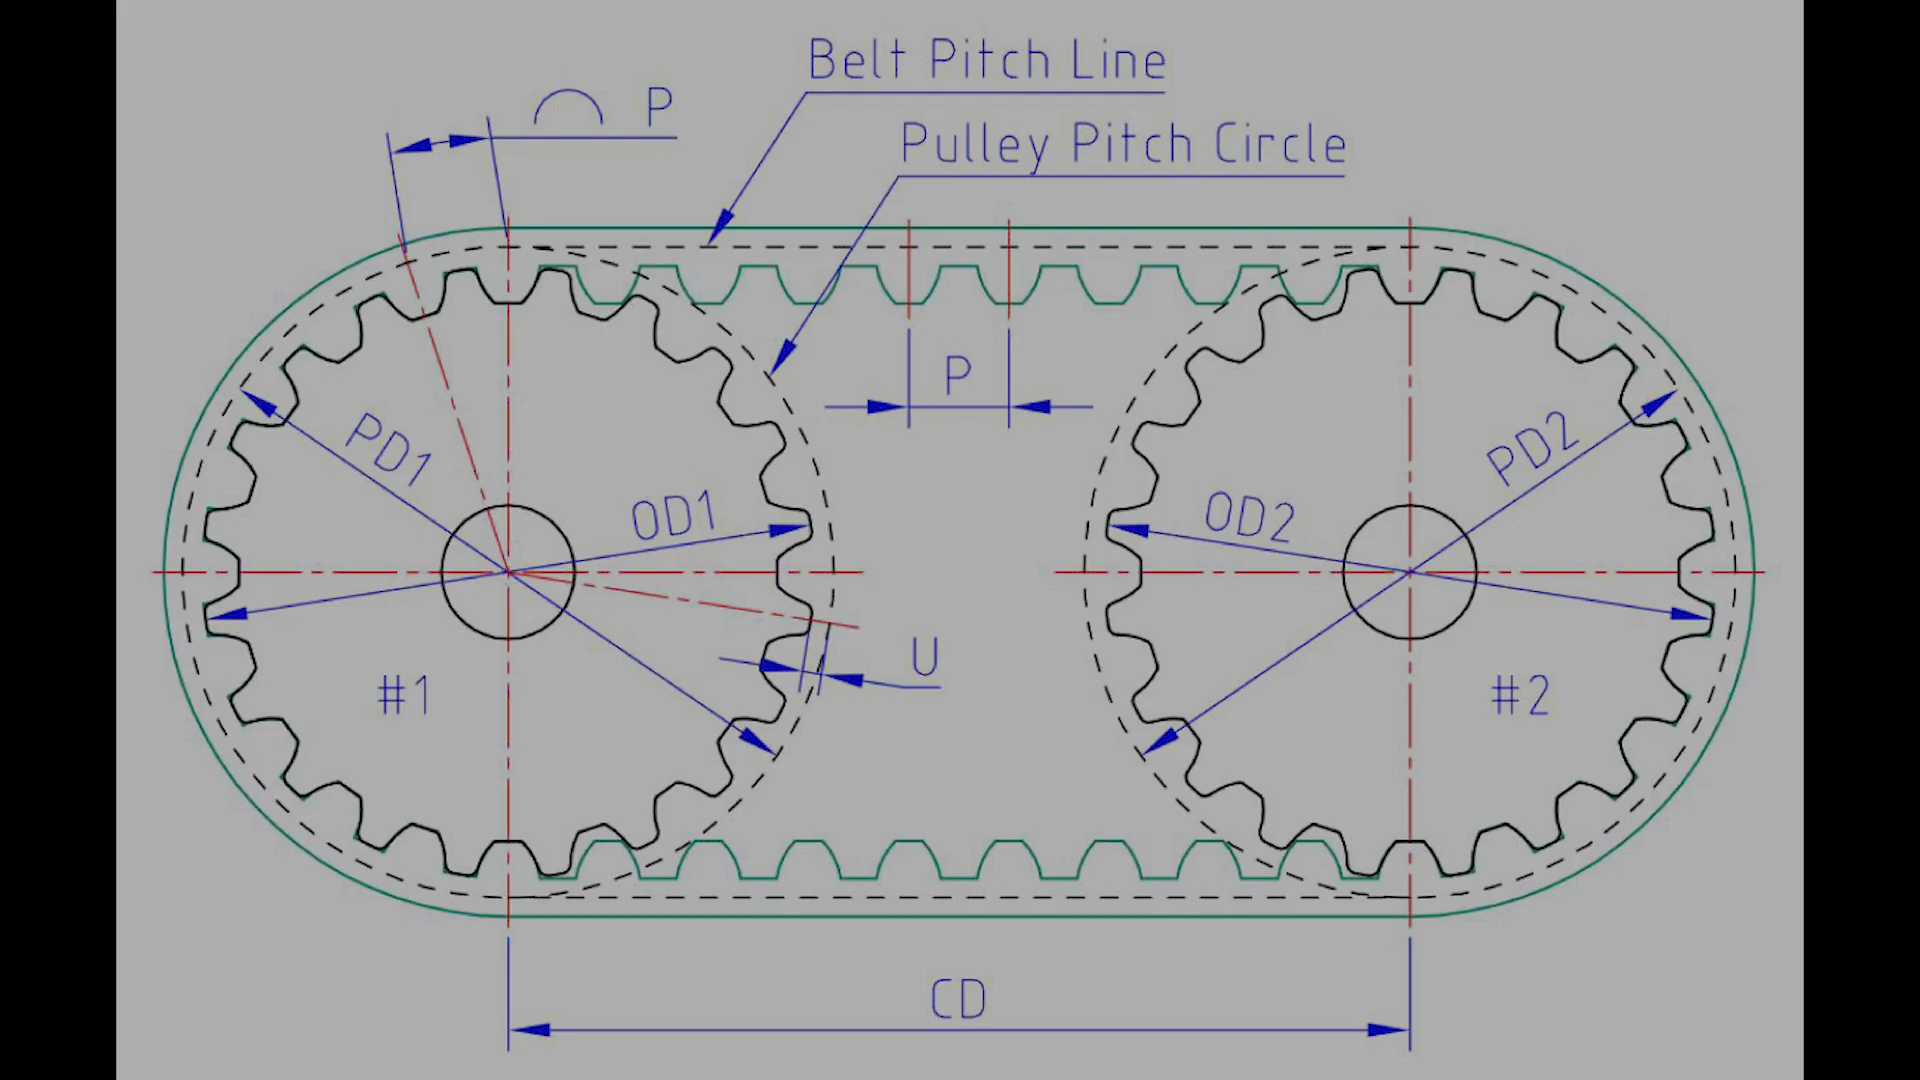 Belt Pitch Line
P
Pulley Pitch Circle
P
PD1
PD2
OD1
OD2
U
#1
#2
CD